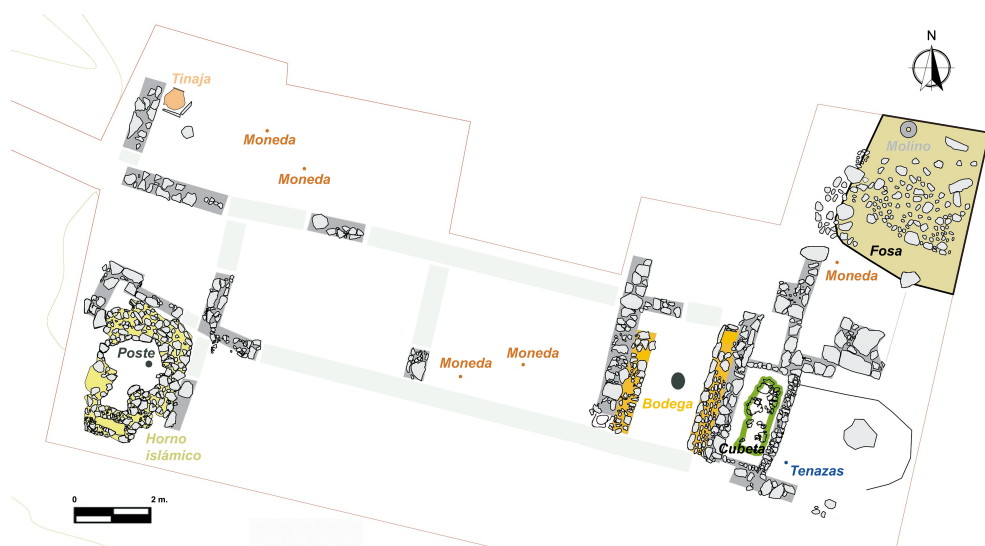 N
Tinaja
Moneda
Moneda
Molino
Fosa
Moneda
Poste
Moneda
Moneda
Bodega
Horno
islámico
Cubeta
Tenazas
0 2 m.